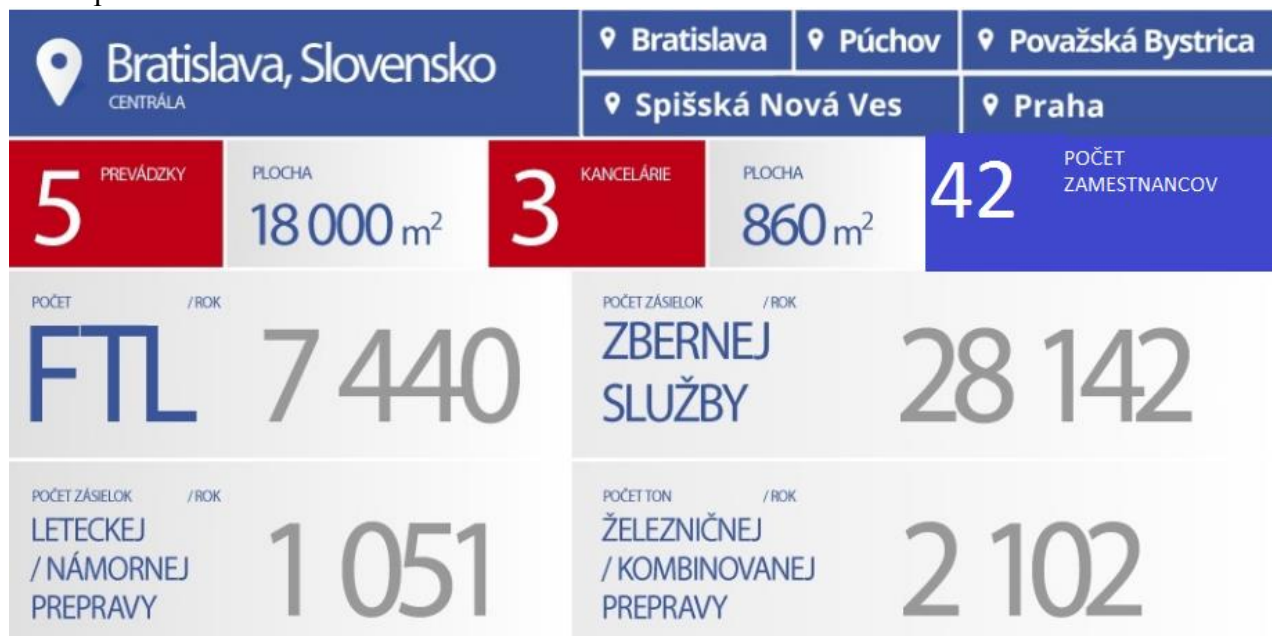 Bratislava, Slovensko
CENTRÁLA
Bratislava
Púchov
Považská Bystrica
Spišská Nová Ves
Praha
5 PREVÁDZKY
PLOCHA
18 000 m²
3 KANCELÁRIE
PLOCHA
860 m²
42 POČET
ZAMESTNANCOV
POČET /ROK
FTL 7 440
POČET ZÁSIELOK /ROK
ZBERNEJ
SLUŽBY
28 142
POČET ZÁSIELOK /ROK
LETECKEJ
/ NÁMORNEJ
PREPRAVY
1 051
POČET TON /ROK
ŽELEZNIČNEJ
/ KOMBINOVANEJ
PREPRAVY
2 102